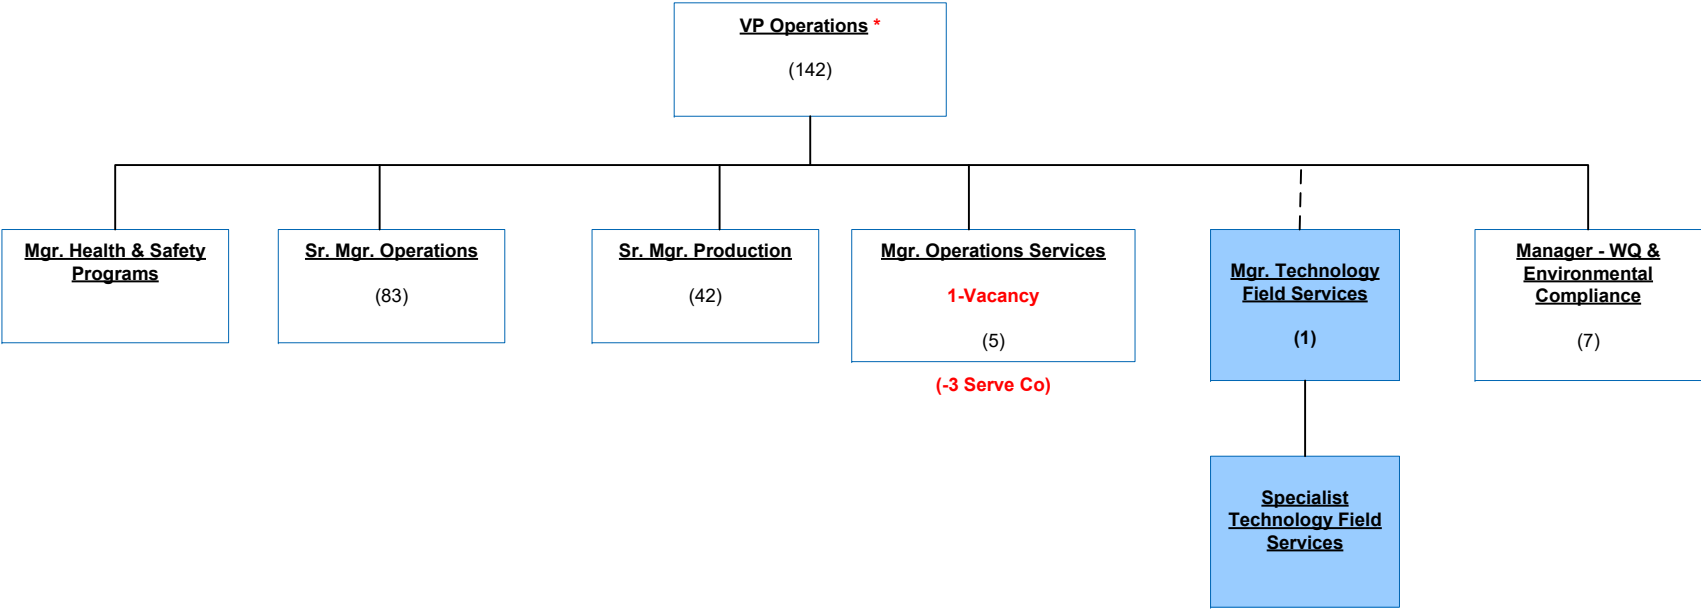 VP Operations *
(142)
Mgr. Health & Safety
Programs
Sr. Mgr. Operations
(83)
Sr. Mgr. Production
(42)
Mgr. Operations Services
1-Vacancy
(5)
(-3 Serve Co)
Mgr. Technology
Field Services
(1)
Manager - WQ &
Environmental
Compliance
(7)
Specialist
Technology Field
Services